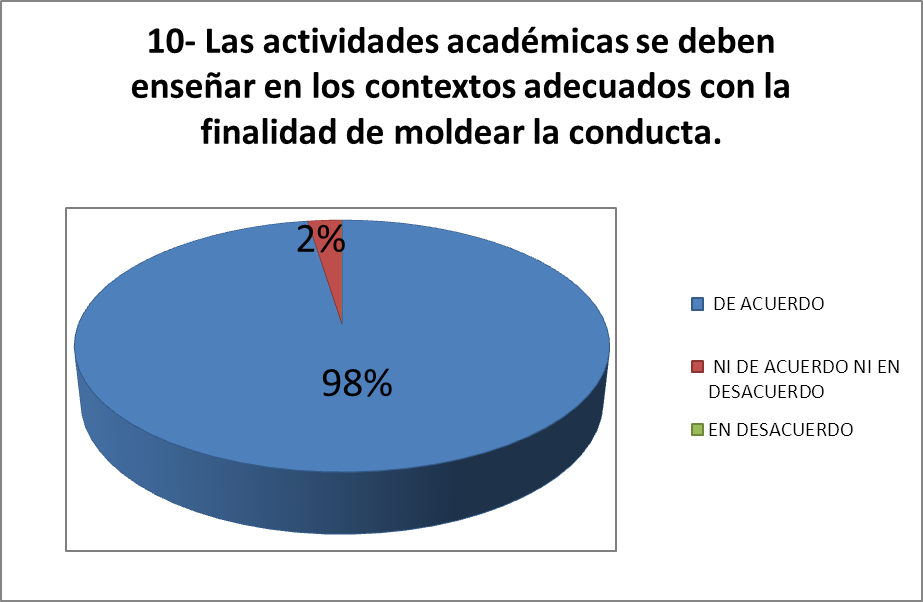 10- Las actividades académicas se deben
enseñar en los contextos adecuados con la
finalidad de moldear la conducta.
2%
98%
DE ACUERDO
NI DE ACUERDO NI EN
DESACUERDO
EN DESACUERDO